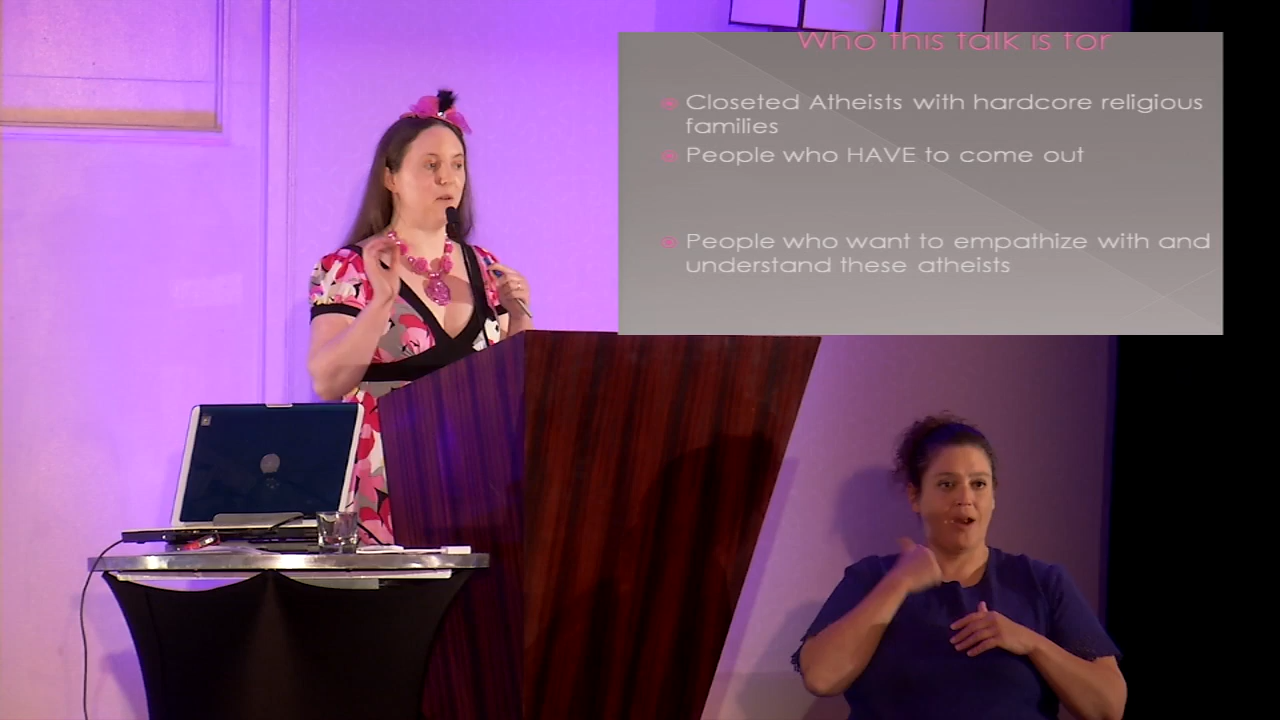 Who this talk is for
Closeted Atheists with hardcore religious
families
People who HAVE to come out
People who want to empathize with and
understand these atheists